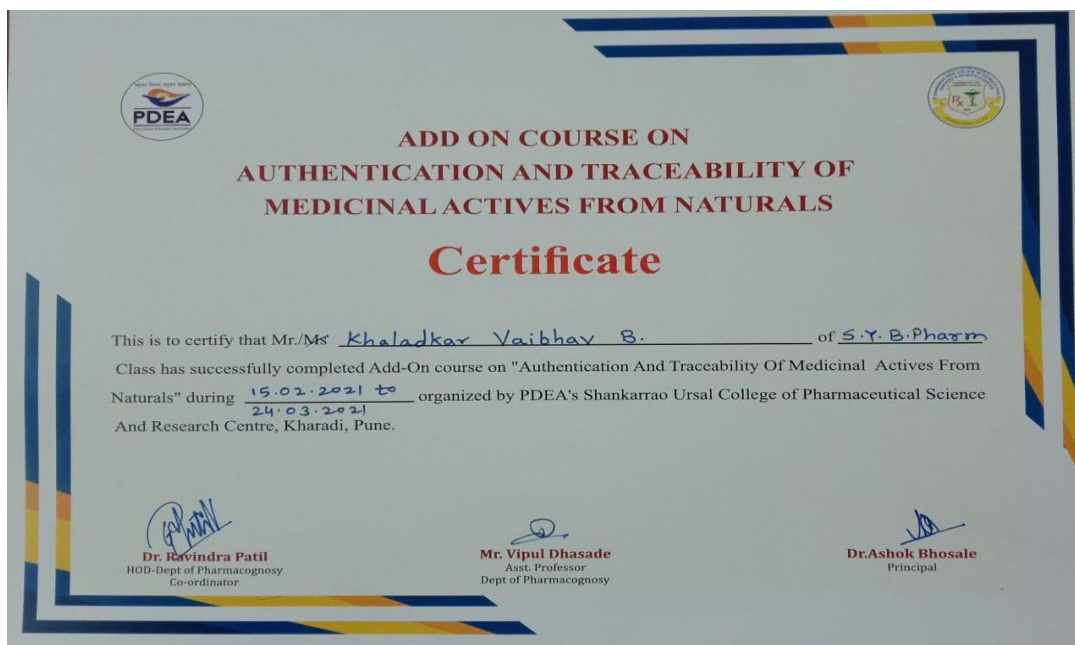 PDEA
Rx
ADD ON COURSE ON
AUTHENTICATION AND TRACEABILITY OF
MEDICINAL ACTIVES FROM NATURALS
Certificate
This is to certify that Mr./Ms Khaladkar Vaibhav B. of S.Y.B.Pharm
Class has successfully completed Add-On course on "Authentication And Traceability Of Medicinal Actives From
Naturals" during 15.02.2021 to organized by PDEA's Shankarrao Ursal College of Pharmaceutical Science
24.03.2021
And Research Centre, Kharadi, Pune.
Dr. Ravindra Patil
HOD-Dept of Pharmacognosy
Co-ordinator
Mr. Vipul Dhasade
Asst. Professor
Dept of Pharmacognosy
Dr.Ashok Bhosale
Principal